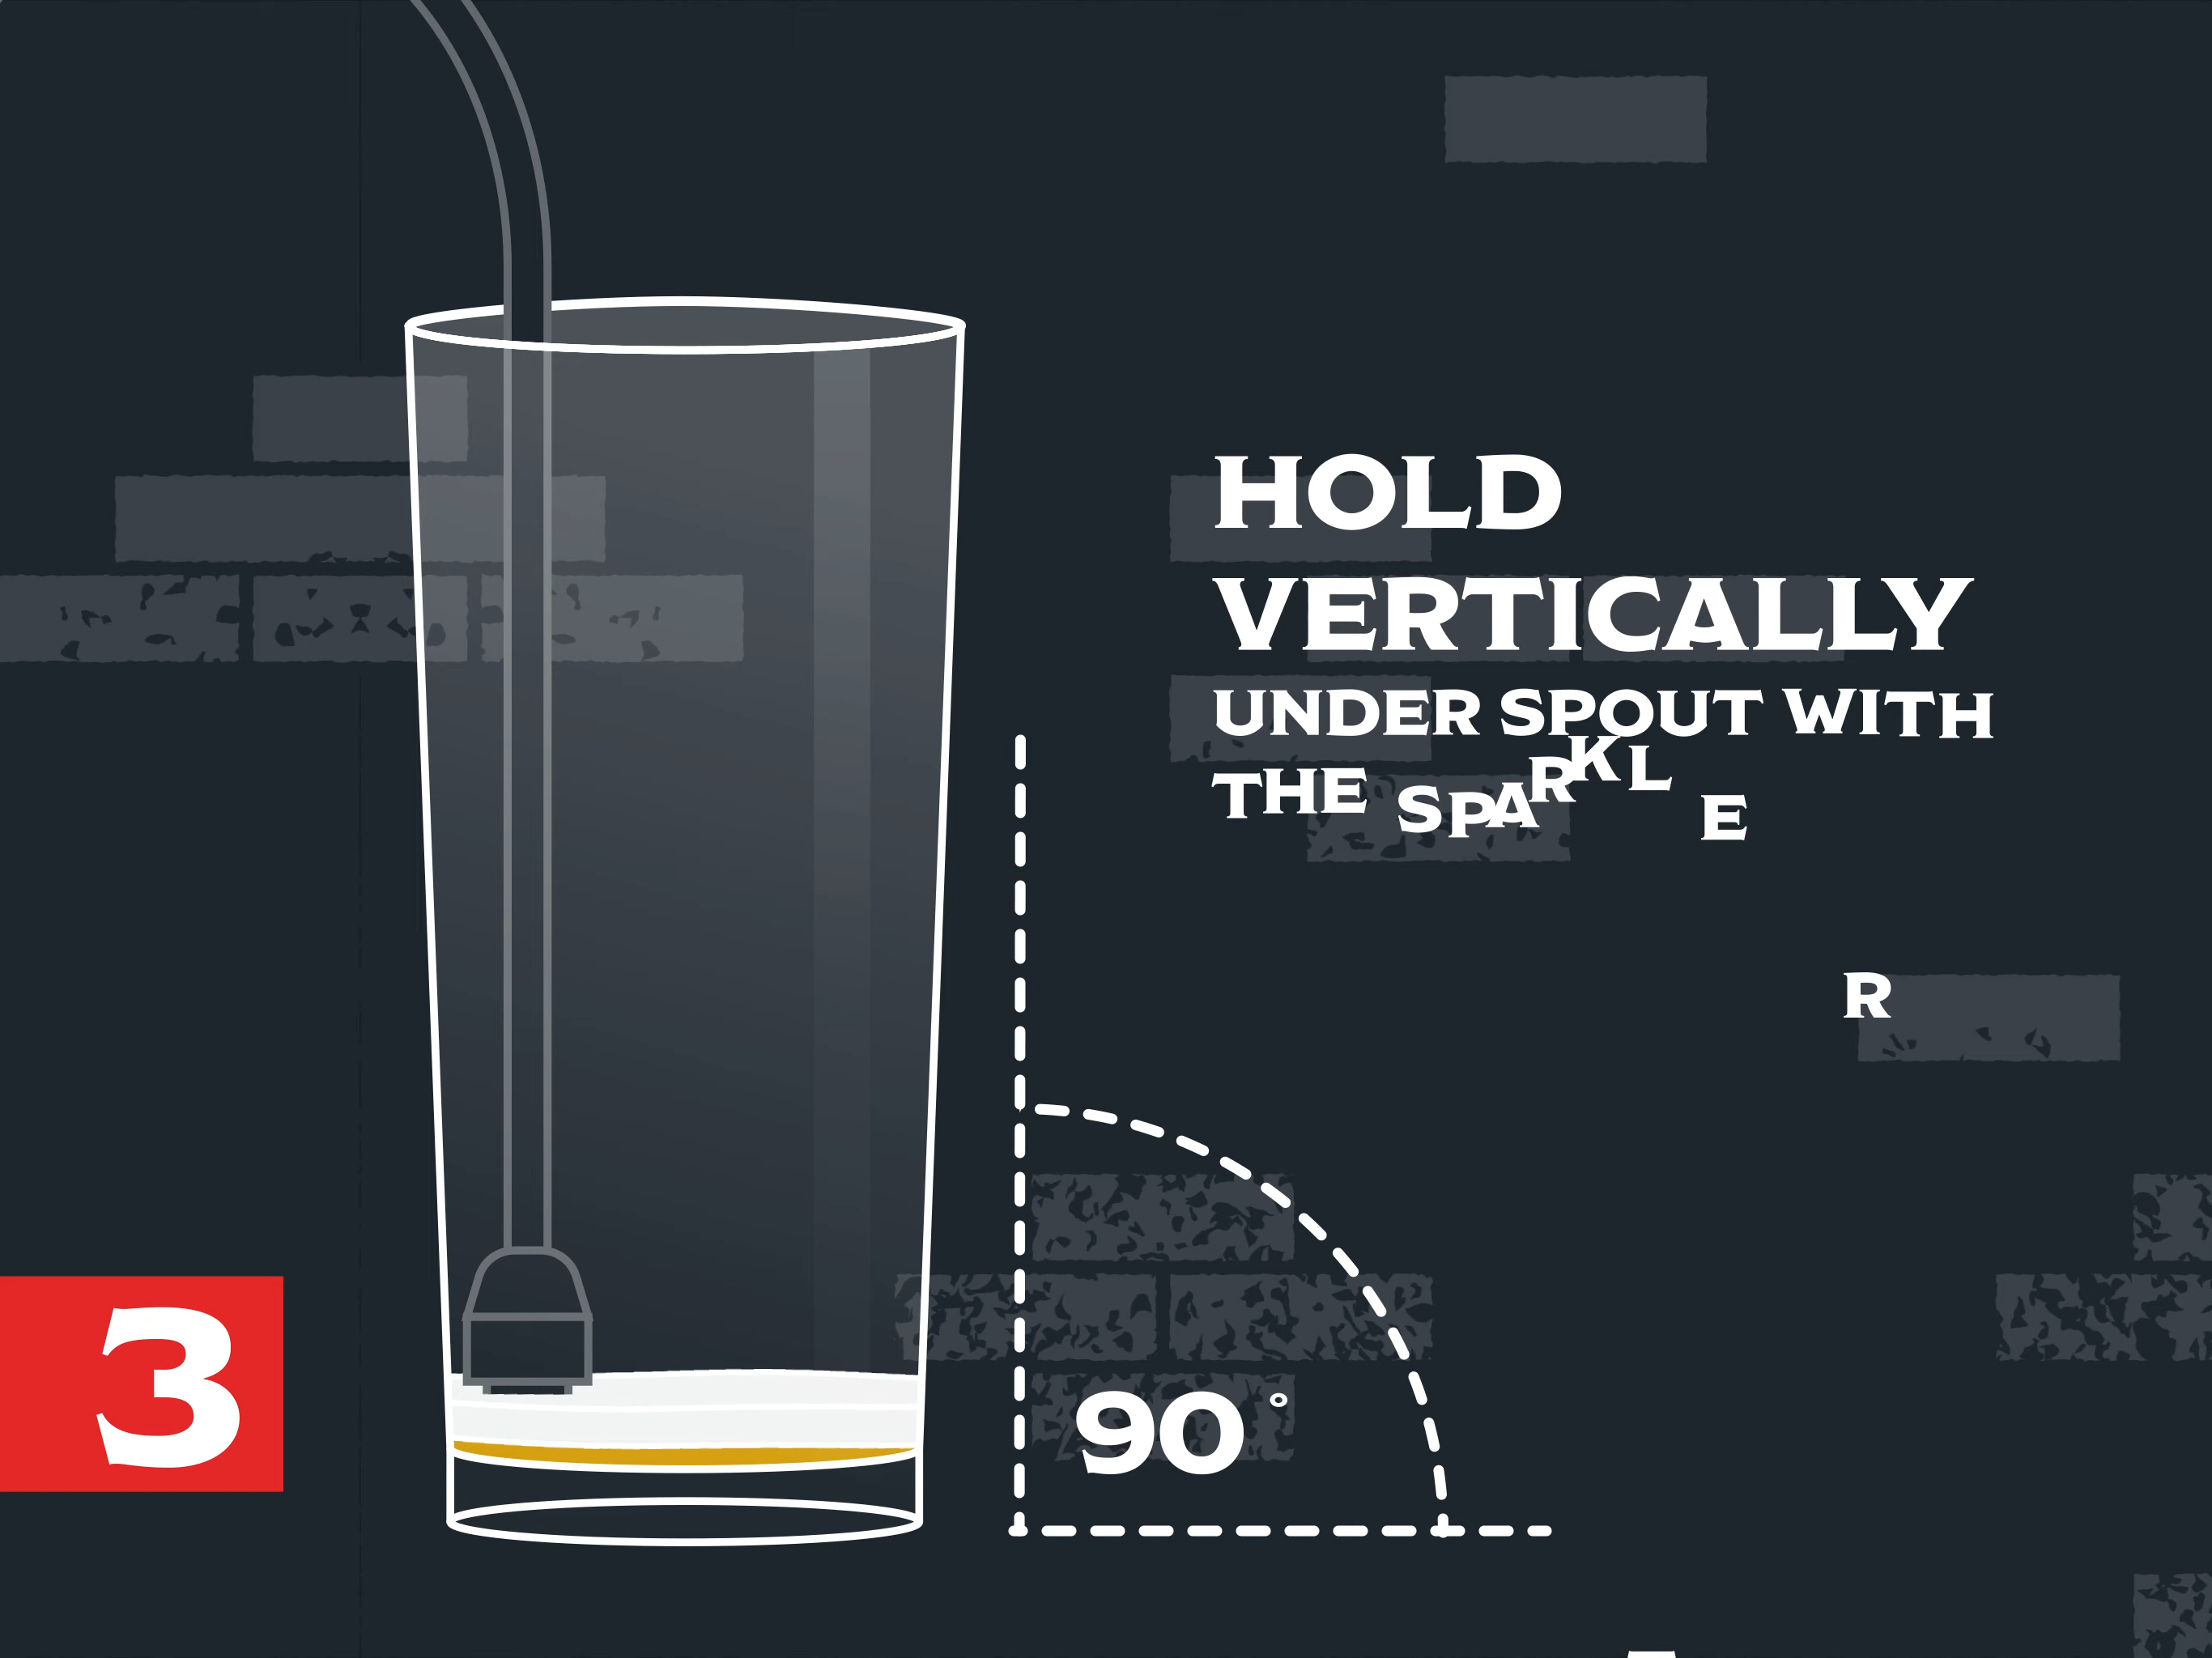 HOLD
VERTICALLY
UNDER SPOUT WITH
THE SPARKLE
R
3
90°